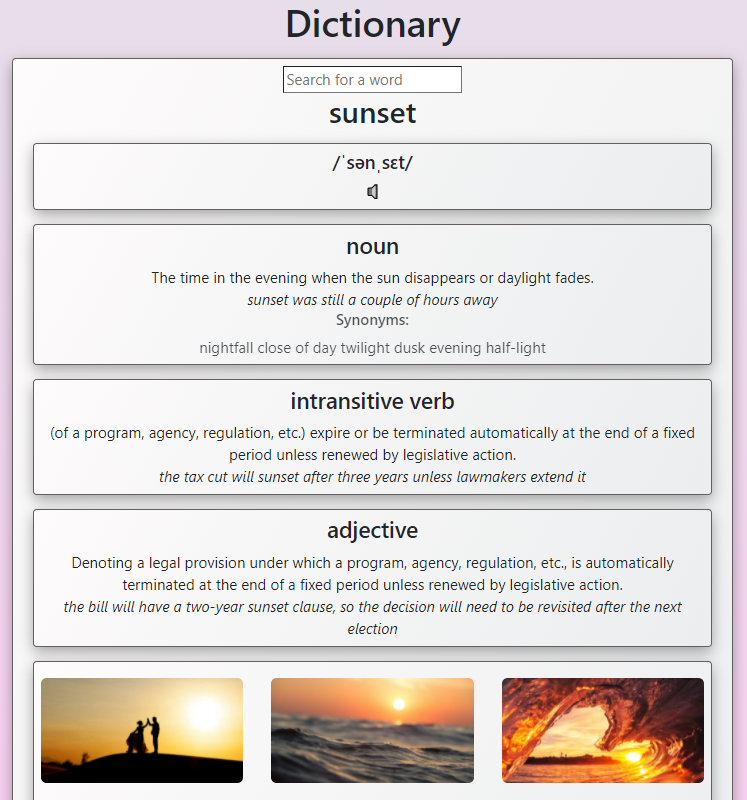 Dictionary
Search for a word
sunset
/ˈsənˌsɛt/
noun
The time in the evening when the sun disappears or daylight fades.
sunset was still a couple of hours away
Synonyms:
nightfall close of day twilight dusk evening half-light
intransitive verb
(of a program, agency, regulation, etc.) expire or be terminated automatically at the end of a fixed
period unless renewed by legislative action.
the tax cut will sunset after three years unless lawmakers extend it
adjective
Denoting a legal provision under which a program, agency, regulation, etc., is automatically
terminated at the end of a fixed period unless renewed by legislative action.
the bill will have a two-year sunset clause, so the decision will need to be revisited after the next
election